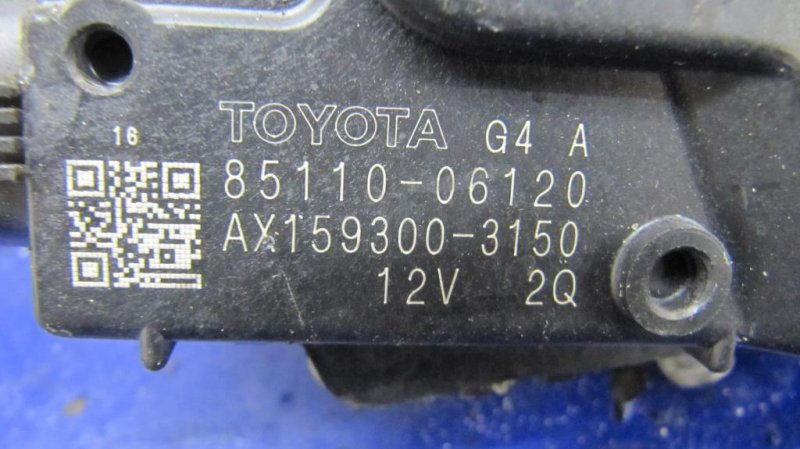 16
TOYOTA G4 A
85110-06120
AX159300-3150
12V 2Q